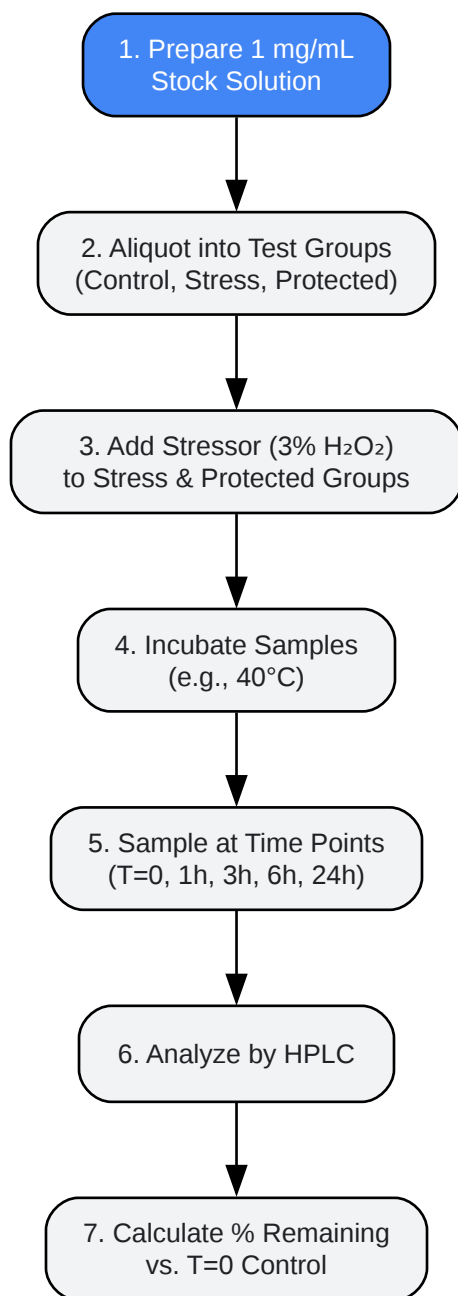 1. Prepare 1 mg/mL
Stock Solution
2. Aliquot into Test Groups
(Control, Stress, Protected)
3. Add Stressor (3% H₂O₂)
to Stress & Protected Groups
4. Incubate Samples
(e.g., 40°C)
5. Sample at Time Points
(T=0, 1h, 3h, 6h, 24h)
6. Analyze by HPLC
7. Calculate % Remaining
vs. T=0 Control